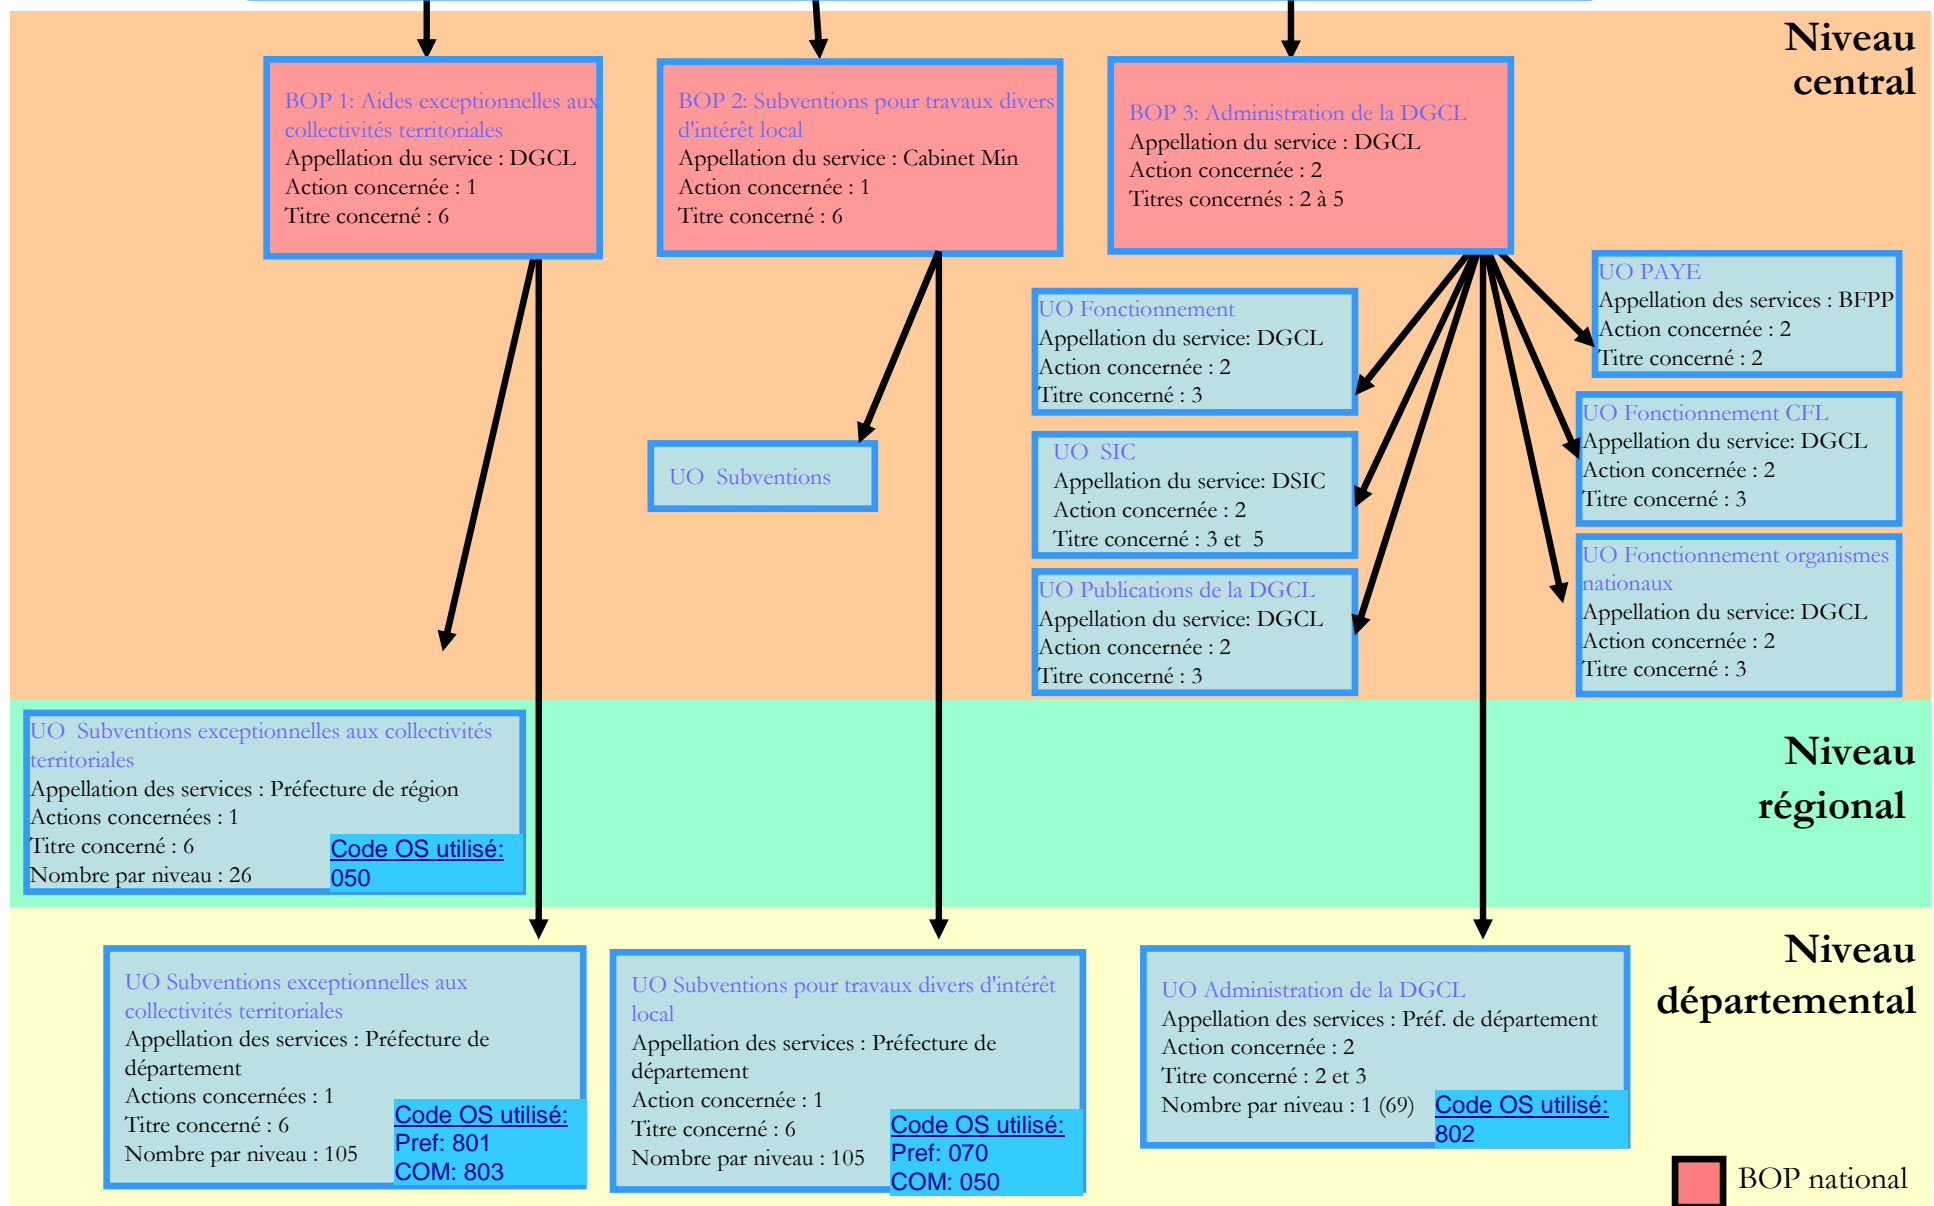 Niveau
central
BOP 1: Aides exceptionnelles aux
collectivités territoriales
Appellation du service : DGCL
Action concernée : 1
Titre concerné : 6
BOP 2: Subventions pour travaux divers
d'intérêt local
Appellation du service : Cabinet Min
Action concernée : 1
Titre concerné : 6
BOP 3: Administration de la DGCL
Appellation du service : DGCL
Action concernée : 2
Titres concernés : 2 à 5
UO PAYE
Appellation des services : BFPP
Action concernée : 2
Titre concerné : 2
UO Fonctionnement
Appellation du service: DGCL
Action concernée : 2
Titre concerné : 3
UO Fonctionnement CFL
Appellation du service: DGCL
Action concernée : 2
Titre concerné : 3
UO Subventions
UO SIC
Appellation du service: DSIC
Action concernée : 2
Titre concerné : 3 et 5
UO Fonctionnement organismes
nationaux
Appellation du service: DGCL
Action concernée : 2
Titre concerné : 3
UO Publications de la DGCL
Appellation du service: DGCL
Action concernée : 2
Titre concerné : 3
Niveau
régional
UO Subventions exceptionnelles aux collectivités
territoriales
Appellation des services : Préfecture de région
Actions concernées : 1
Titre concerné : 6
Nombre par niveau : 26
Code OS utilisé:
050
Niveau
départemental
UO Subventions exceptionnelles aux
collectivités territoriales
Appellation des services : Préfecture de
département
Actions concernées : 1
Titre concerné : 6
Nombre par niveau : 105
Code OS utilisé:
Pref: 801
COM: 803
UO Subventions pour travaux divers d'intérêt
local
Appellation des services : Préfecture de
département
Action concernée : 1
Titre concerné : 6
Nombre par niveau : 105
Code OS utilisé:
Pref: 070
COM: 050
UO Administration de la DGCL
Appellation des services : Préf. de département
Action concernée : 2
Titre concerné : 2 et 3
Nombre par niveau : 1 (69)
Code OS utilisé:
802
BOP national